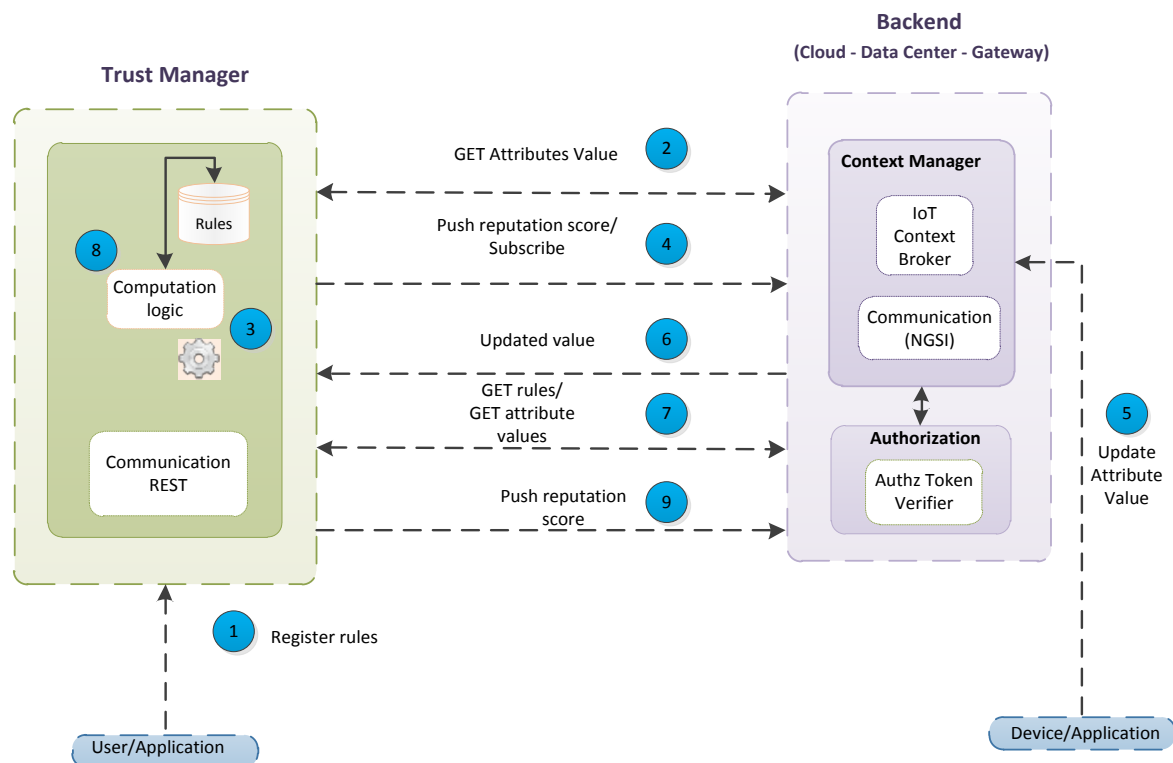 Backend
(Cloud - Data Center - Gateway)
Trust Manager
2
GET Attributes Value
Context Manager
Rules
IoT
Context
Broker
Push reputation score/
Subscribe
4
8
Computation
logic
3
Communication
(NGSI)
Updated value
6
GET rules/
GET attribute
values
7
5
Update
Attribute
Value
Authorization
Authz Token
Verifier
Communication
REST
Push reputation
score
9
1
Register rules
User/Application
Device/Application